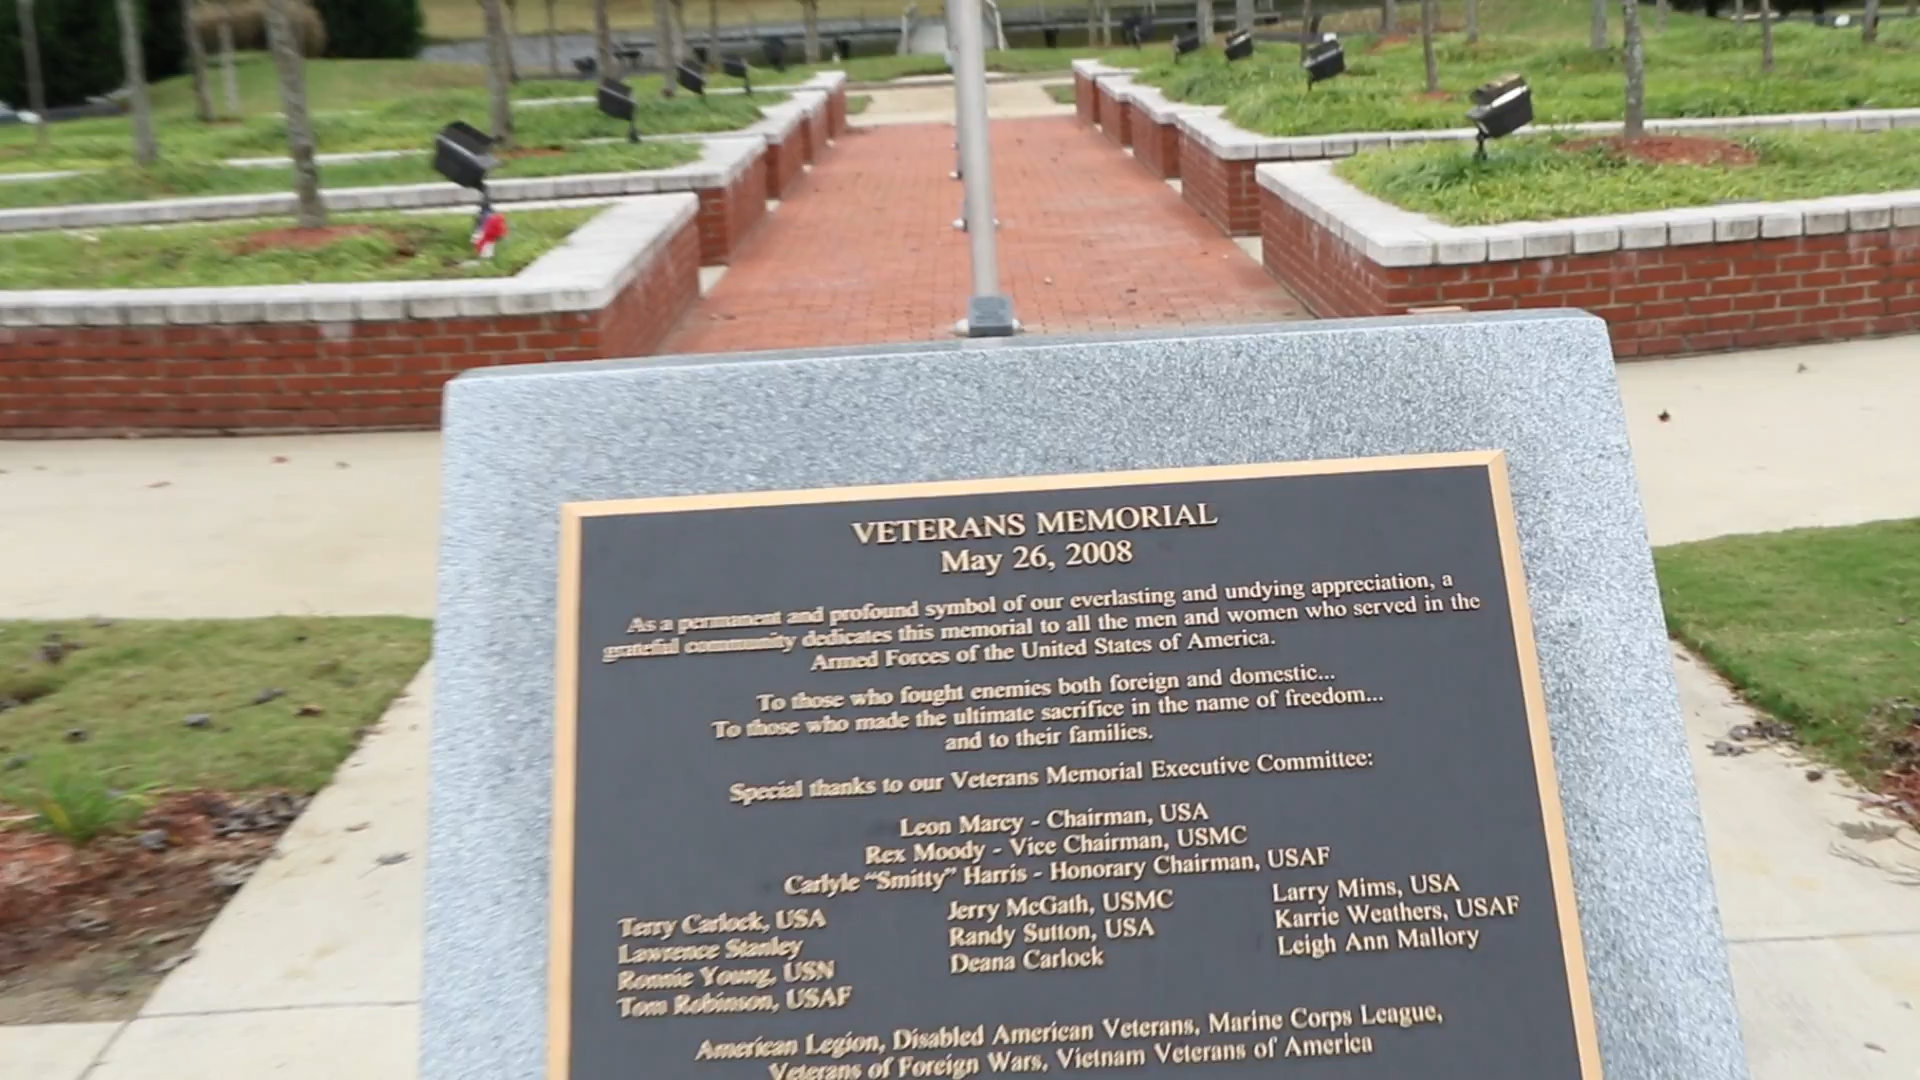 VETERANS MEMORIAL
May 26, 2008
As a permanent and profound symbol of our everlasting and undying appreciation, a
grateful community dedicates this memorial to all the men and women who served in the
Armed Forces of the United States of America.
To those who fought enemies both foreign and domestic...
To those who made the ultimate sacrifice in the name of freedom...
and to their families.
Special thanks to our Veterans Memorial Executive Committee:
Leon Marcy - Chairman, USA
Rex Moody - Vice Chairman, USMC
Carlyle “Smitty” Harris - Honorary Chairman, USAF
Terry Carlock, USA
Lawrence Stanley
Ronnie Young, USN
Tom Robinson, USAF
Jerry McGath, USMC
Randy Sutton, USA
Deana Carlock
Larry Mims, USA
Karrie Weathers, USAF
Leigh Ann Mallory
American Legion, Disabled American Veterans, Marine Corps League,
Veterans of Foreign Wars, Vietnam Veterans of America